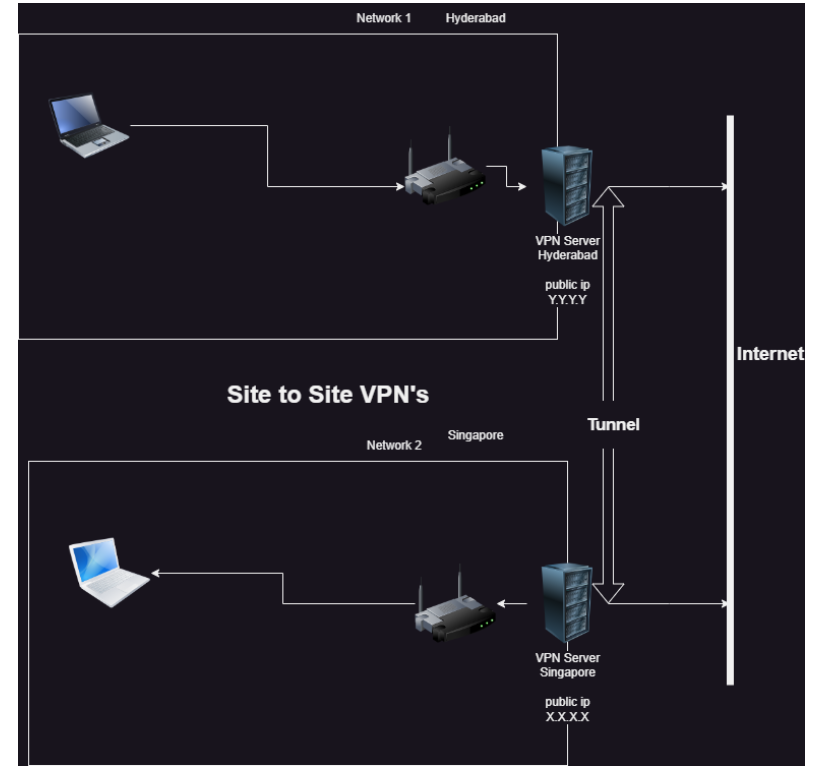 Network 1 Hyderabad
VPN Server
Hyderabad
public ip
Y.Y.Y.Y
Internet
Site to Site VPN's
Tunnel
Singapore
Network 2
VPN Server
Singapore
public ip
X.X.X.X